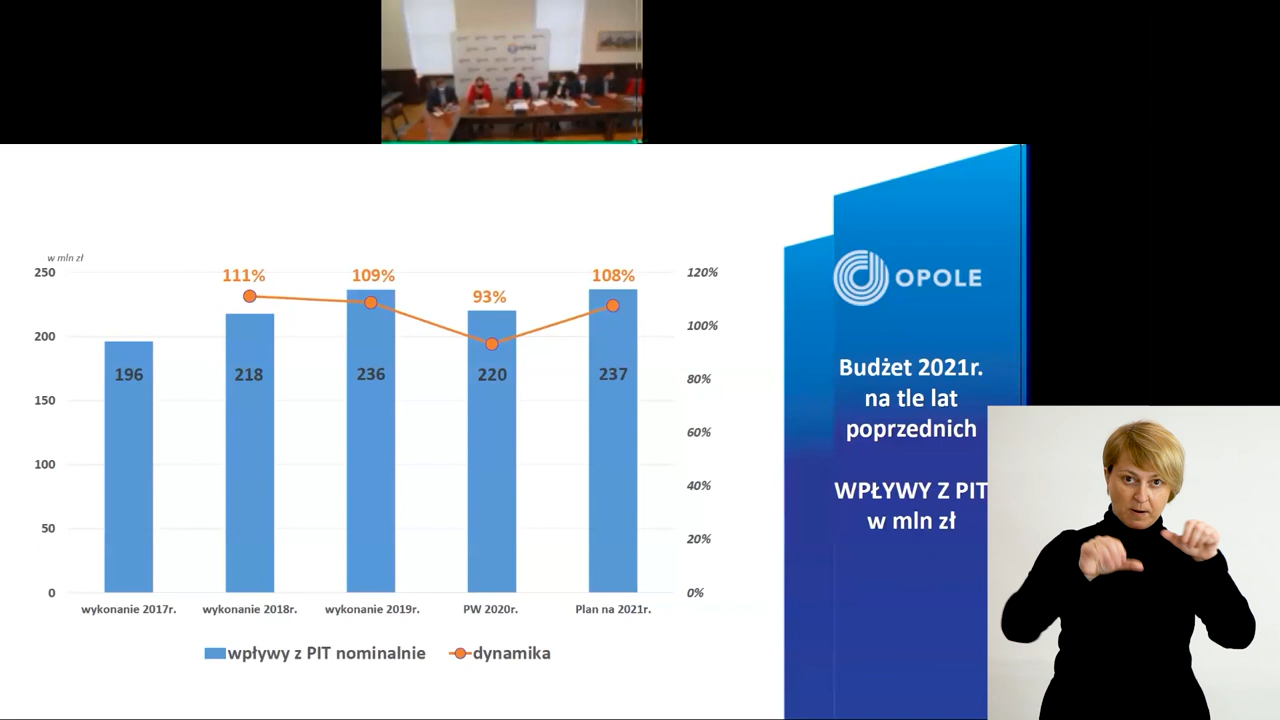 OPOLE
w mln zł
250
200
150
100
50
0
120%
100%
80%
60%
40%
20%
0%
111%
109%
93%
108%
196
218
236
220
237
wykonanie 2017r.
wykonanie 2018r.
wykonanie 2019r.
PW 2020r.
Plan na 2021r.
wpływy z PIT nominalnie
dynamika
OPOLE
Budżet 2021r.
na tle lat
poprzednich
WPŁYWY Z PIT
w mln zł